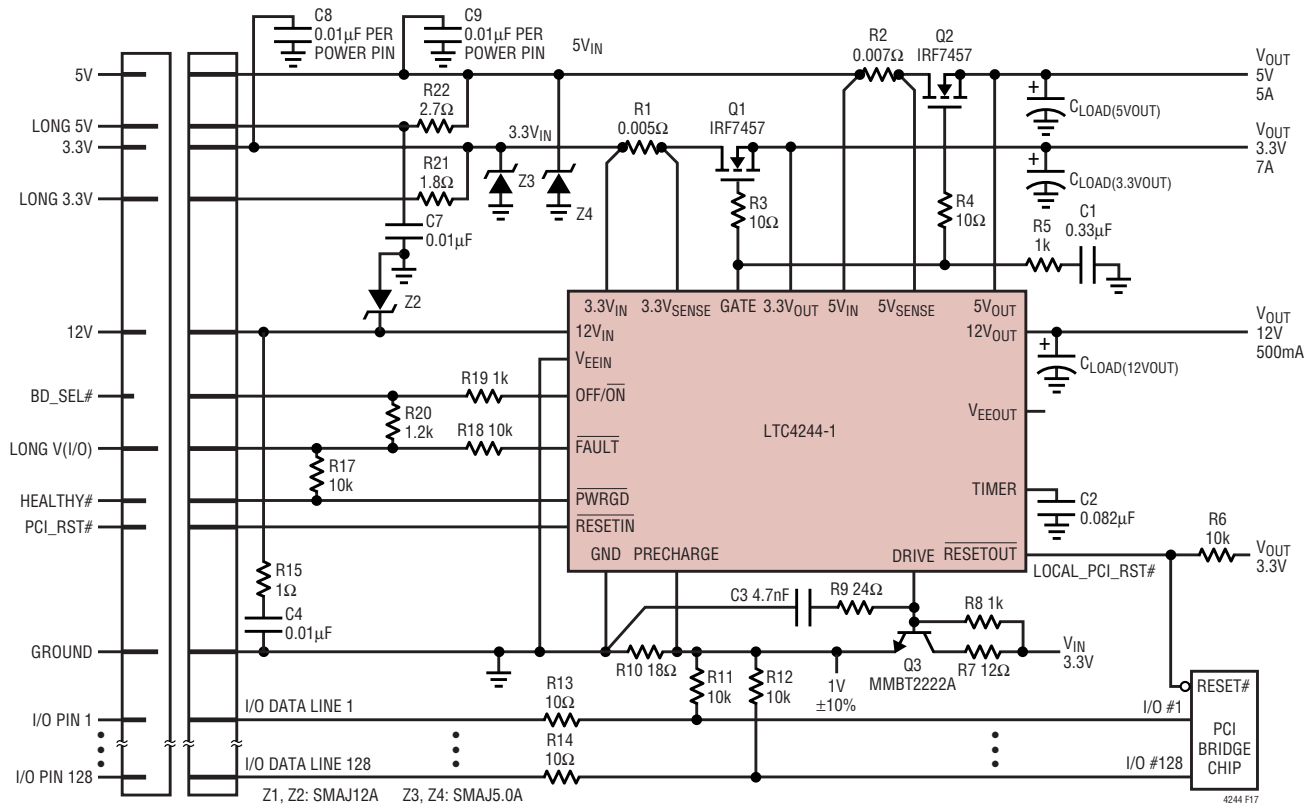 C8
0.01µF PER
POWER PIN
C9
0.01µF PER
POWER PIN
5VIN
R2
0.007Ω
Q2
IRF7457
VOUT
5V
5A
5V
LONG 5V
3.3V
LONG 3.3V
R22
2.7Ω
R21
1.8Ω
3.3VIN
Z3
Z4
R1
0.005Ω
Q1
IRF7457
+
CLOAD(5VOUT)
VOUT
3.3V
7A
+
CLOAD(3.3VOUT)
R3
10Ω
R4
10Ω
R5
1k
C1
0.33µF
C7
0.01µF
Z2
3.3VIN 3.3VSENSE GATE 3.3VOUT 5VIN 5VSENSE 5VOUT
12V
12VIN
12VOUT
VOUT
12V
500mA
+
CLOAD(12VOUT)
VEEIN
BD_SEL#
R19 1k
OFF/ON
R20
1.2k
VEEOUT
LTC4244-1
LONG V(I/O)
R18 10k
FAULT
R17
10k
HEALTHY#
PWRGD
TIMER
C2
0.082µF
PCI_RST#
RESETIN
GND PRECHARGE DRIVE RESETOUT
LOCAL_PCI_RST#
R6
10k
VOUT
3.3V
R15
1Ω
C4
0.01µF
C3 4.7nF
R9 24Ω
R8 1k
GROUND
R10 18Ω
R11
10k
R12
10k
1V
±10%
Q3
MMBT2222A
R7 12Ω
VIN
3.3V
RESET#
I/O PIN 1
I/O DATA LINE 1
R13
10Ω
I/O #1
PCI
BRIDGE
CHIP
R14
10Ω
I/O PIN 128
I/O DATA LINE 128
I/O #128
Z1, Z2: SMAJ12A Z3, Z4: SMAJ5.0A
4244 F17